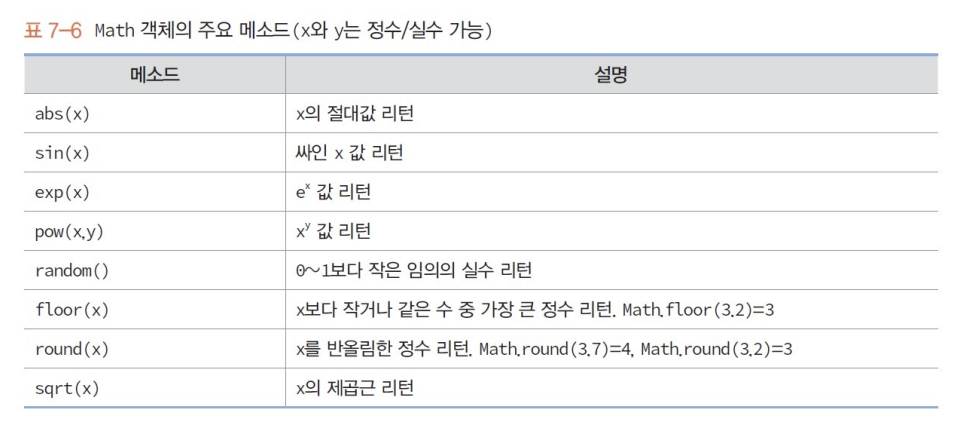 표 7-6 Math 객체의 주요 메소드(x와 y는 정수/실수 가능)
메소드 설명
abs(x) x의 절대값 리턴
sin(x) 싸인 x 값 리턴
exp(x) eˣ 값 리턴
pow(x,y) xʸ 값 리턴
random() 0~1보다 작은 임의의 실수 리턴
floor(x) x보다 작거나 같은 수 중 가장 큰 정수 리턴. Math.floor(3.2)=3
round(x) x를 반올림한 정수 리턴. Math.round(3.7)=4, Math.round(3.2)=3
sqrt(x) x의 제곱근 리턴